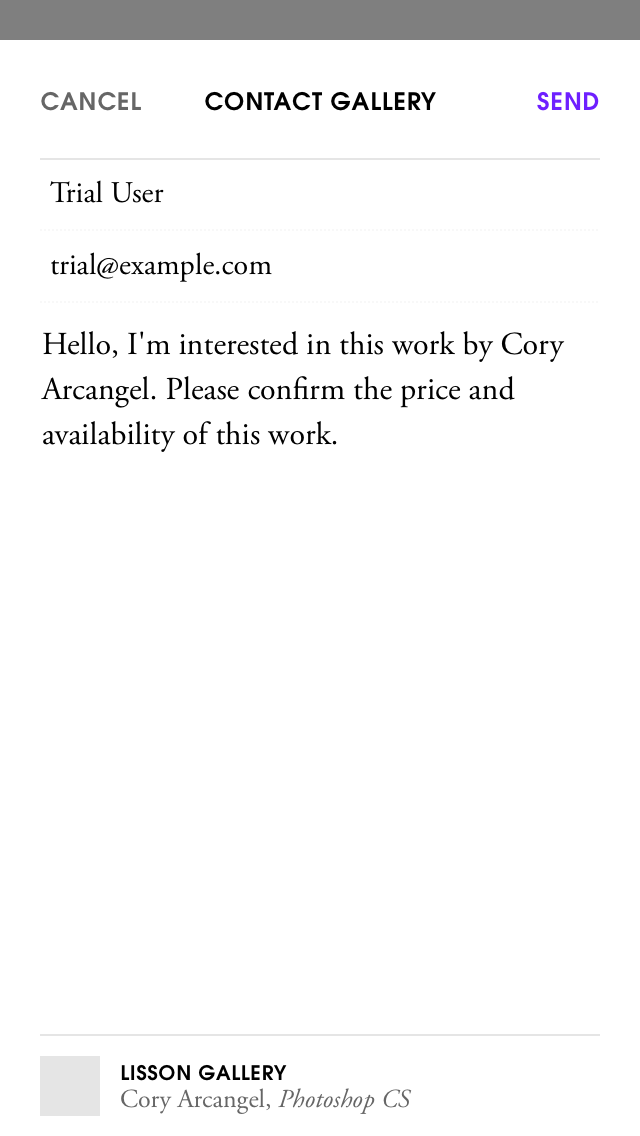 CANCEL CONTACT GALLERY SEND
Trial User
trial@example.com
Hello, I'm interested in this work by Cory
Arcangel. Please confirm the price and
availability of this work.
LISSON GALLERY
Cory Arcangel, Photoshop CS